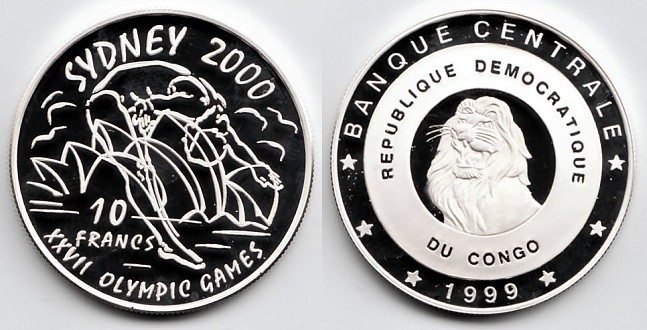 SYDNEY 2000
10
FRANCS
XXVII OLYMPIC GAMES
BANQUE CENTRALE
REPUBLIQUE DEMOCRATIQUE
DU CONGO
1999